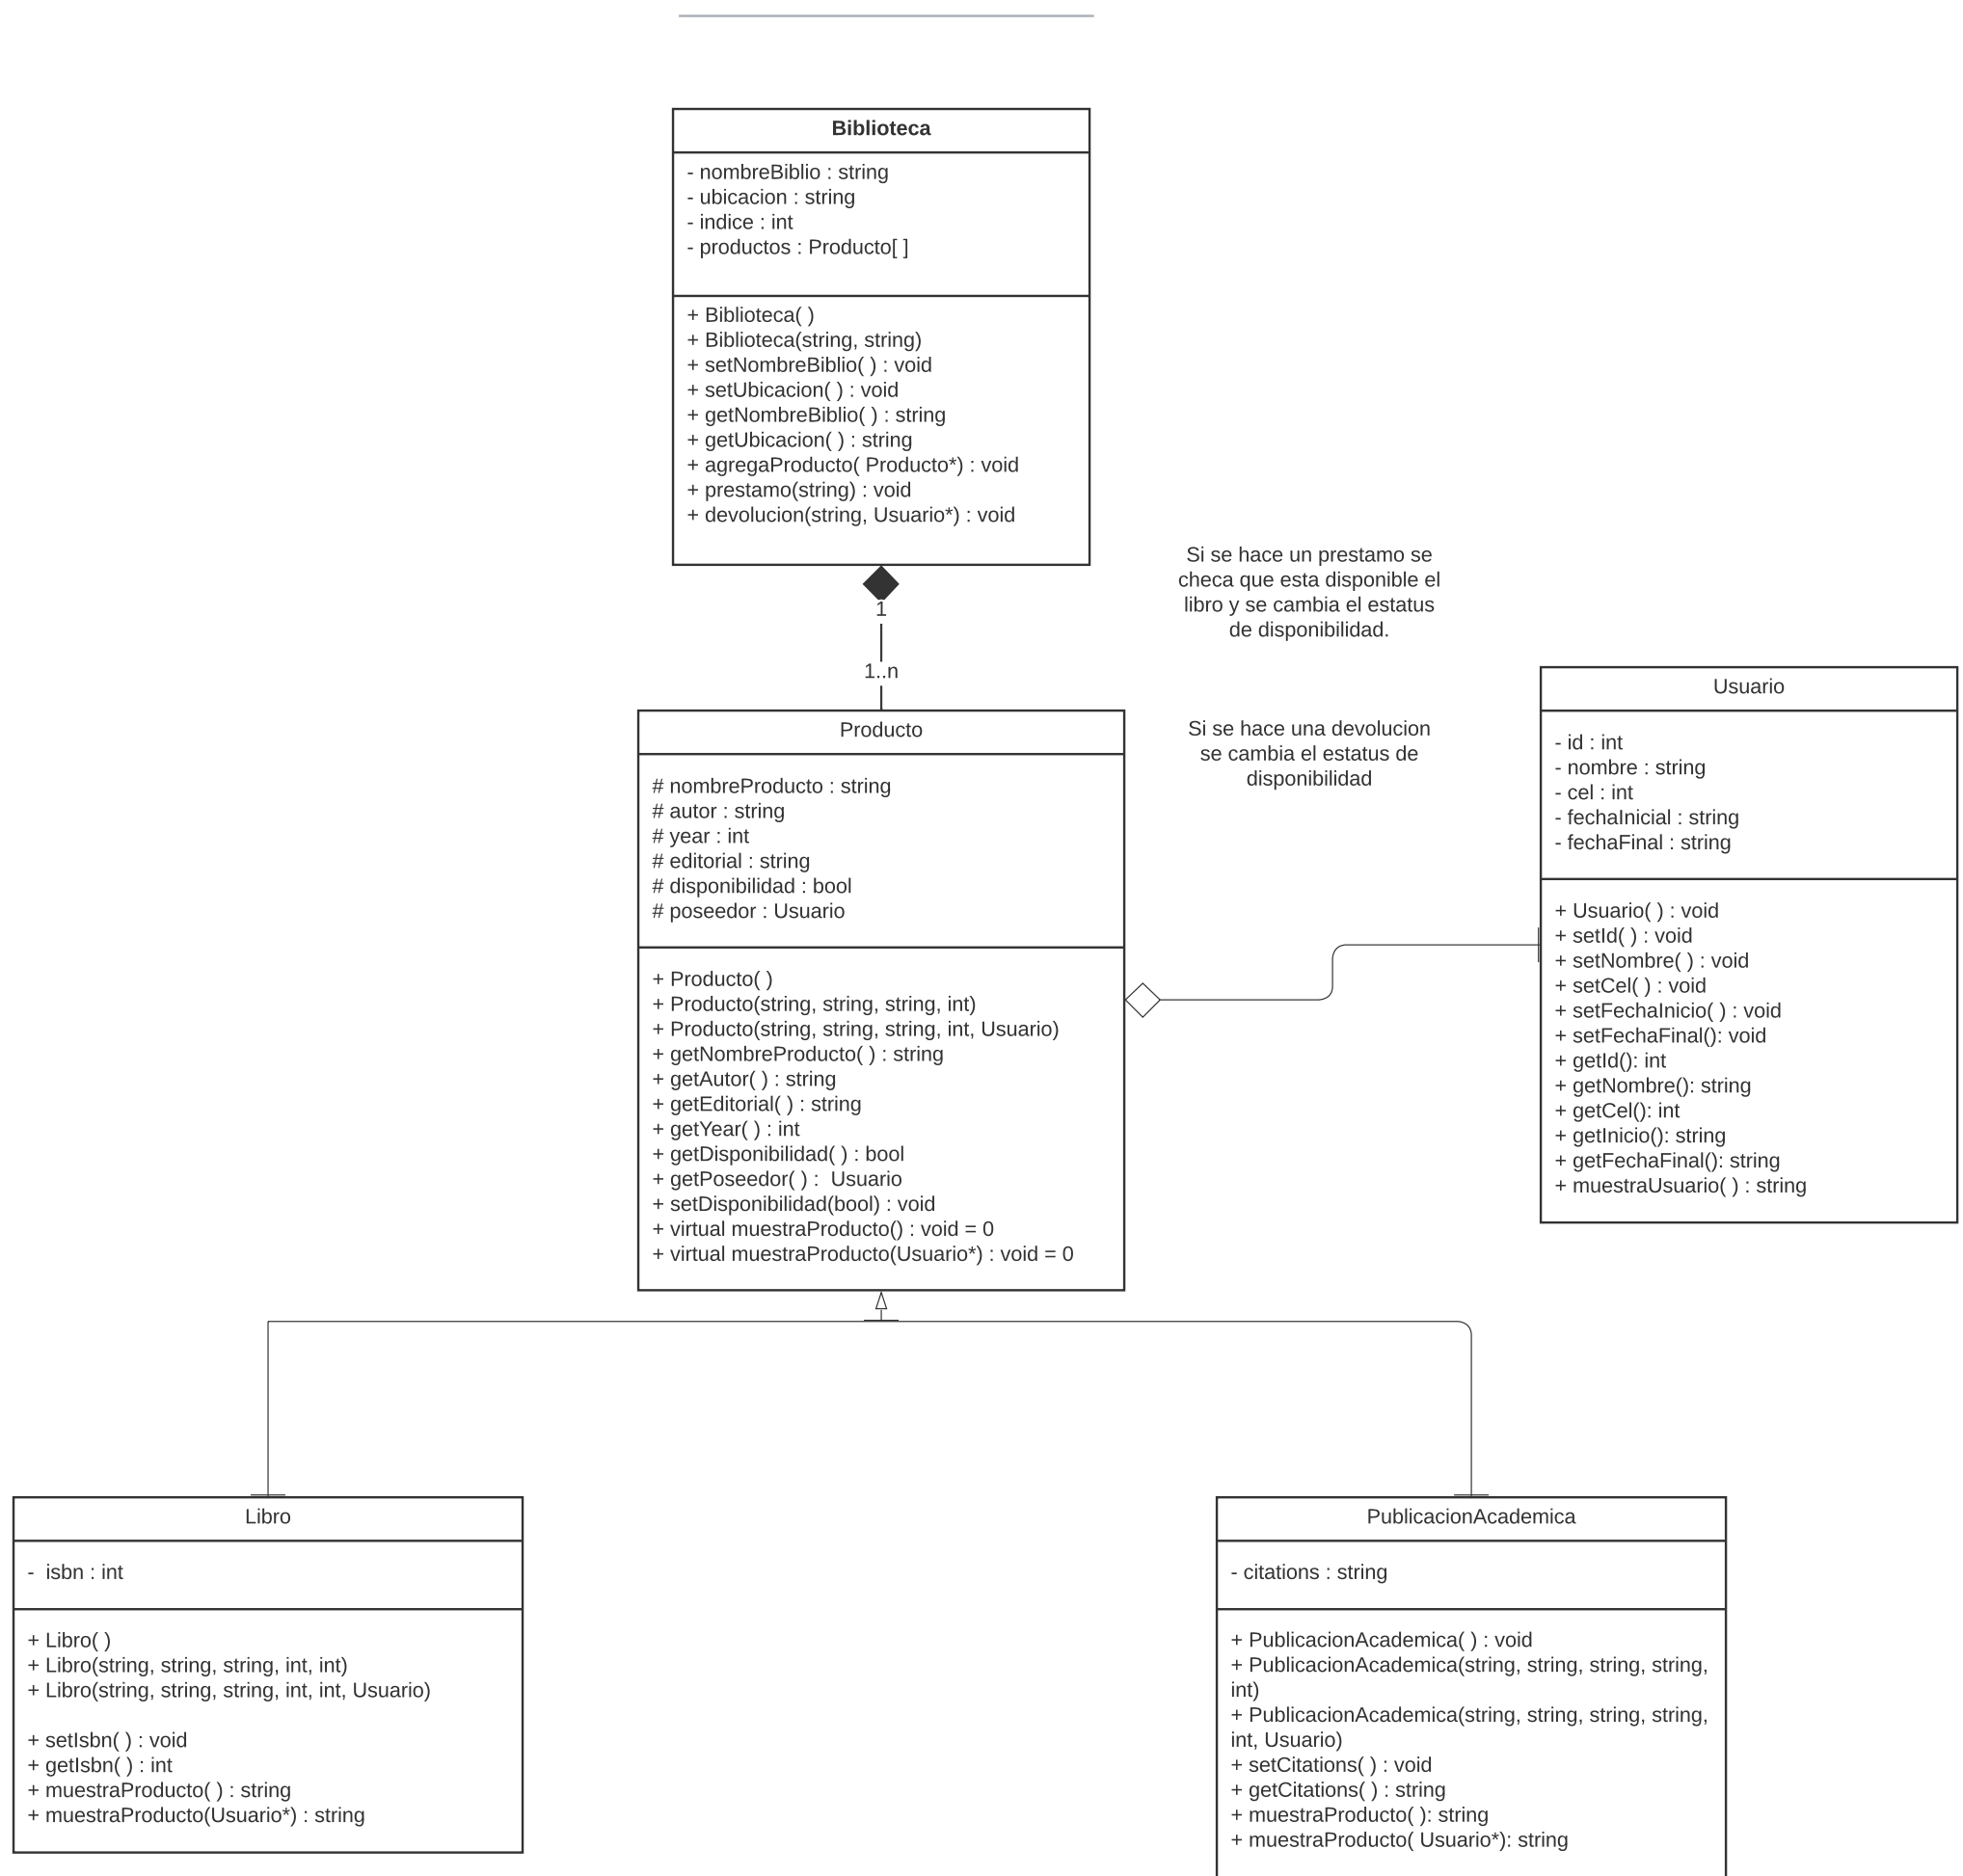 Biblioteca
- nombreBiblio : string
- ubicacion : string
- indice : int
- productos : Producto[ ]
+ Biblioteca( )
+ Biblioteca(string, string)
+ setNombreBiblio( ) : void
+ setUbicacion( ) : void
+ getNombreBiblio( ) : string
+ getUbicacion( ) : string
+ agregaProducto( Producto*) : void
+ prestamo(string) : void
+ devolucion(string, Usuario*) : void
1
1..n
Si se hace un prestamo se
checa que esta disponible el
libro y se cambia el estatus
de disponibilidad.
Si se hace una devolucion
se cambia el estatus de
disponibilidad
Producto
# nombreProducto : string
# autor : string
# year : int
# editorial : string
# disponibilidad : bool
# poseedor : Usuario
+ Producto( )
+ Producto(string, string, string, int)
+ Producto(string, string, string, int, Usuario)
+ getNombreProducto( ) : string
+ getAutor( ) : string
+ getEditorial( ) : string
+ getYear( ) : int
+ getDisponibilidad( ) : bool
+ getPoseedor( ) :  Usuario
+ setDisponibilidad(bool) : void
+ virtual muestraProducto() : void = 0
+ virtual muestraProducto(Usuario*) : void = 0
Usuario
- id : int
- nombre : string
- cel : int
- fechaInicial : string
- fechaFinal : string
+ Usuario( ) : void
+ setId( ) : void
+ setNombre( ) : void
+ setCel( ) : void
+ setFechaInicio( ) : void
+ setFechaFinal(): void
+ getId(): int
+ getNombre(): string
+ getCel(): int
+ getInicio(): string
+ getFechaFinal(): string
+ muestraUsuario( ) : string
Libro
-  isbn : int
+ Libro( )
+ Libro(string, string, string, int, int)
+ Libro(string, string, string, int, int, Usuario)
+ setIsbn( ) : void
+ getIsbn( ) : int
+ muestraProducto( ) : string
+ muestraProducto(Usuario*) : string
PublicacionAcademica
- citations : string
+ PublicacionAcademica( ) : void
+ PublicacionAcademica(string, string, string, string,
int)
+ PublicacionAcademica(string, string, string, string,
int, Usuario)
+ setCitations( ) : void
+ getCitations( ) : string
+ muestraProducto( ): string
+ muestraProducto( Usuario*): string